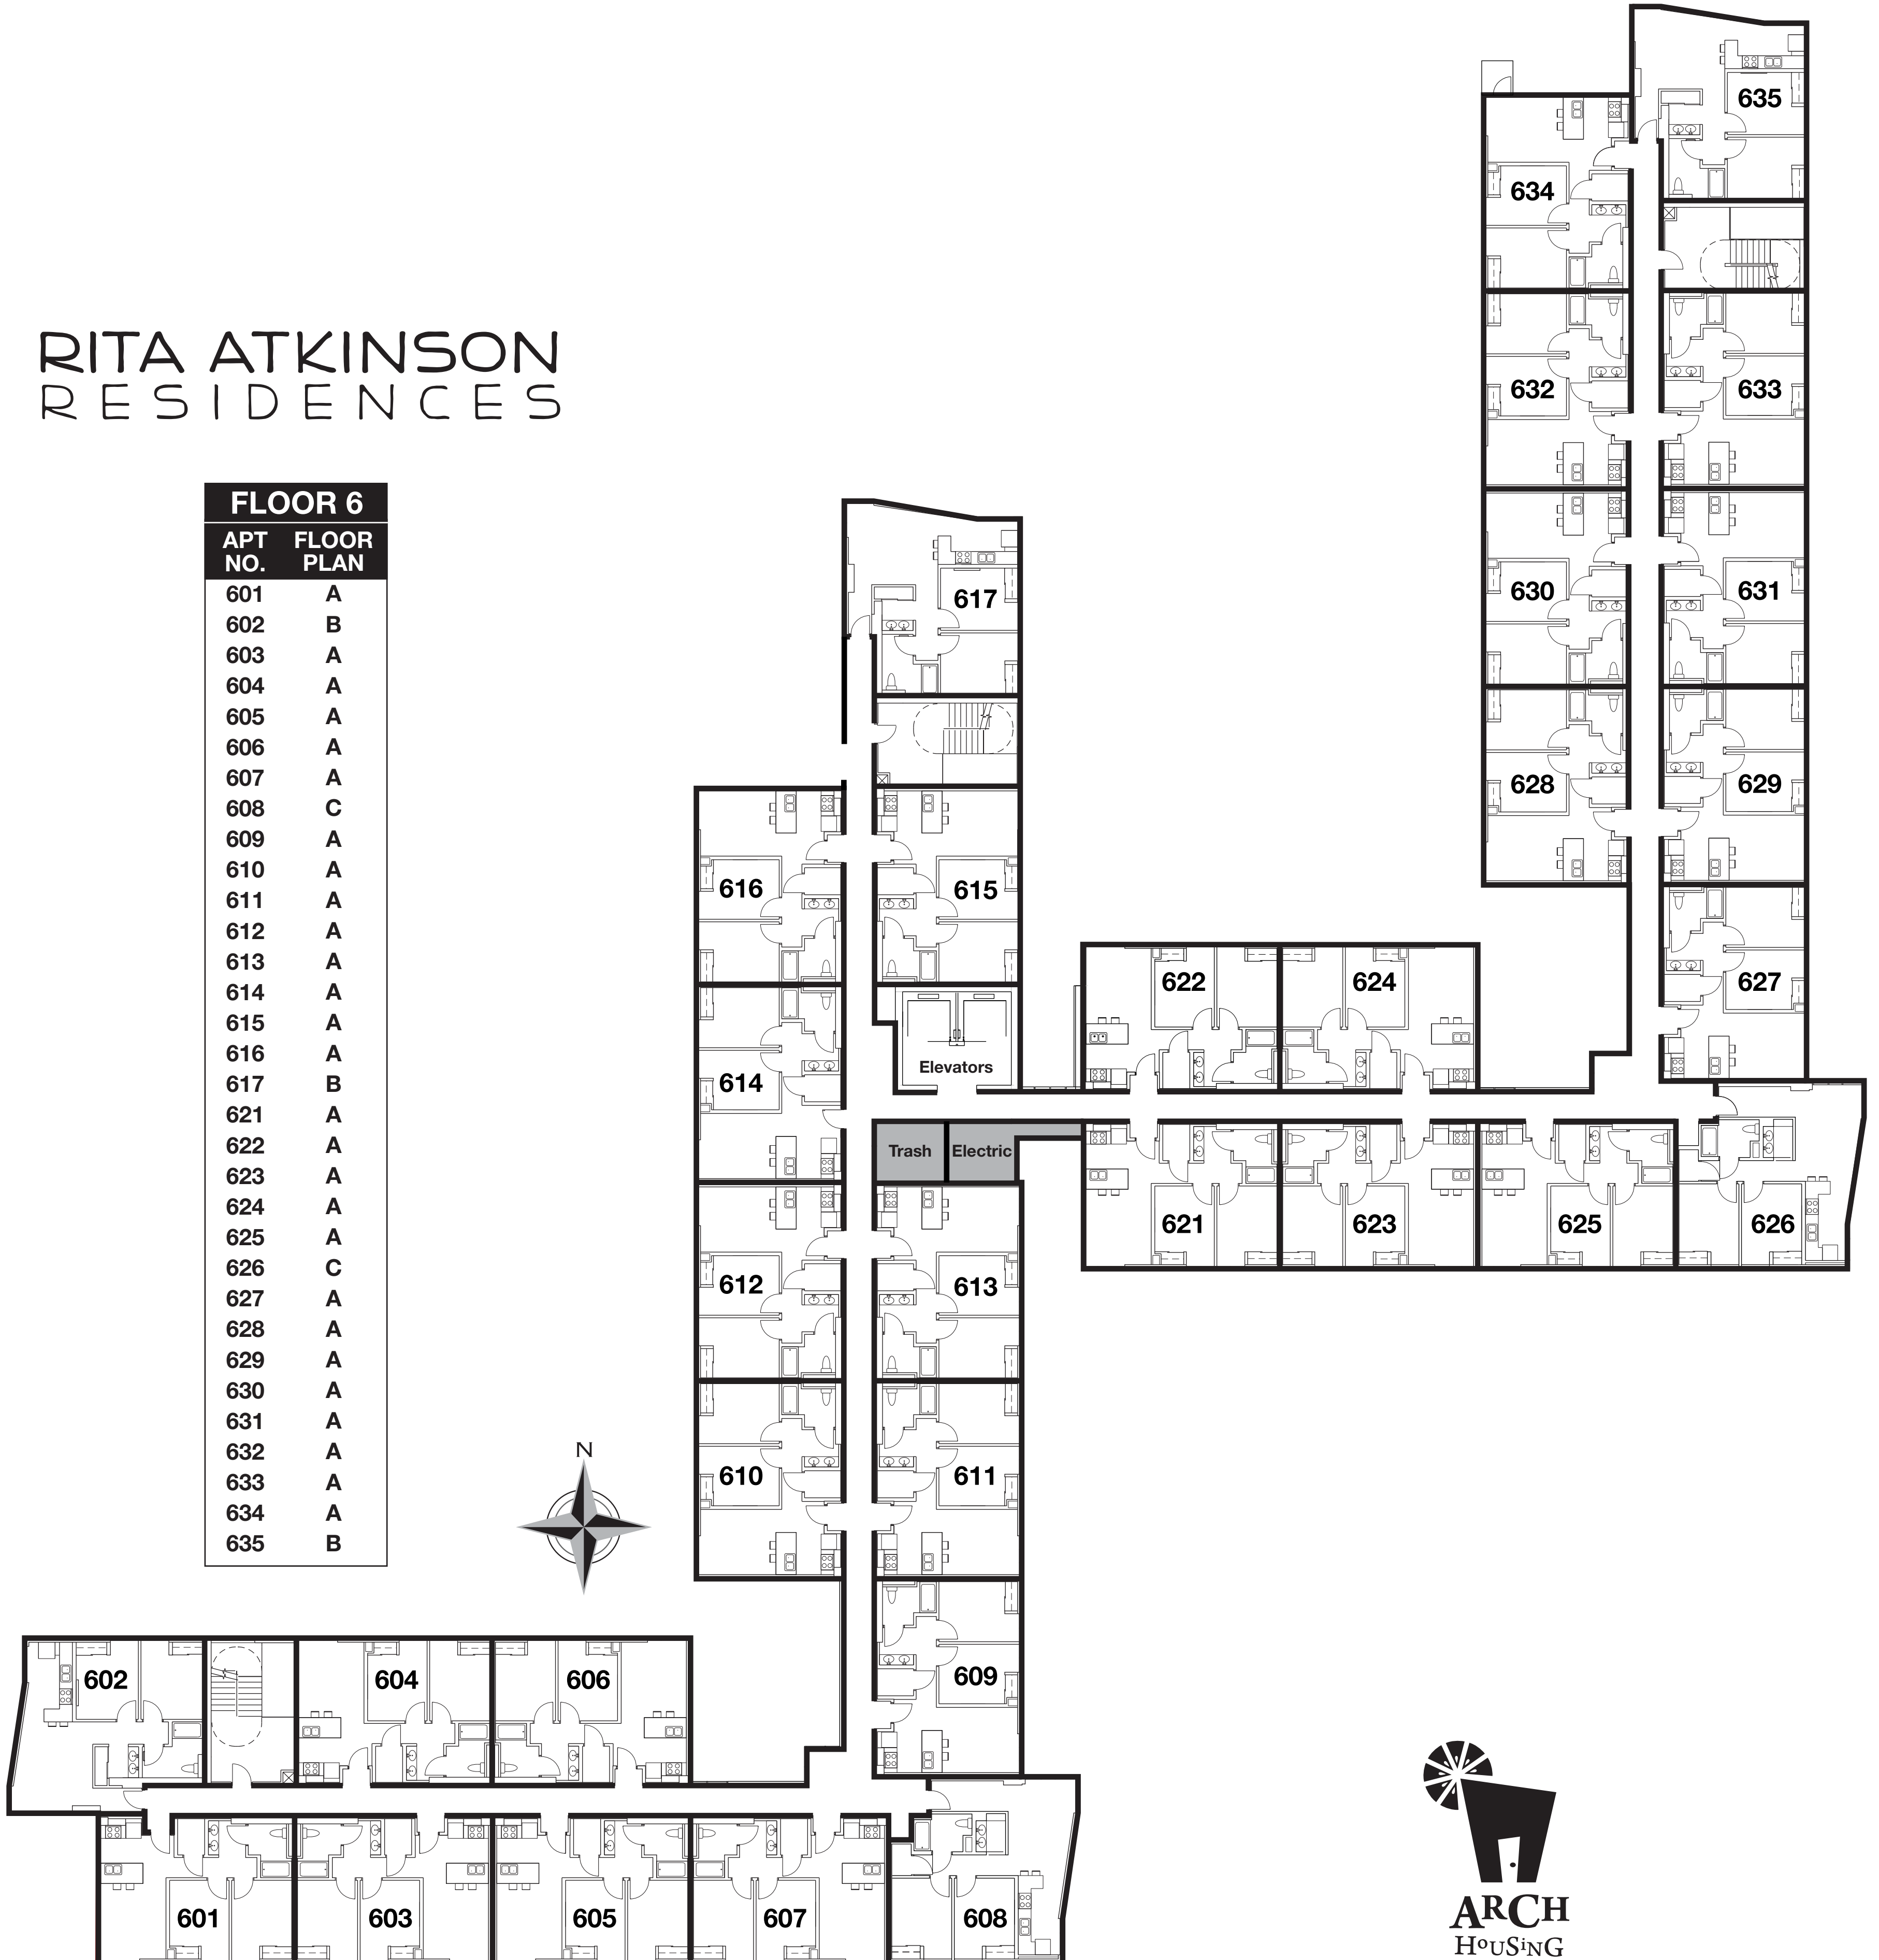 RITA ATKINSON
RESIDENCES
FLOOR 6
APT NO. FLOOR PLAN
601 A
602 B
603 A
604 A
605 A
606 A
607 A
608 C
609 A
610 A
611 A
612 A
613 A
614 A
615 A
616 A
617 B
621 A
622 A
623 A
624 A
625 A
626 C
627 A
628 A
629 A
630 A
631 A
632 A
633 A
634 A
635 B
N
635
634
632
633
630
631
628
629
627
617
616
615
614
Elevators
622
624
Trash
Electric
621
623
625
626
612
613
610
611
609
602
604
606
601
603
605
607
608
ARCH
HoUSiNG